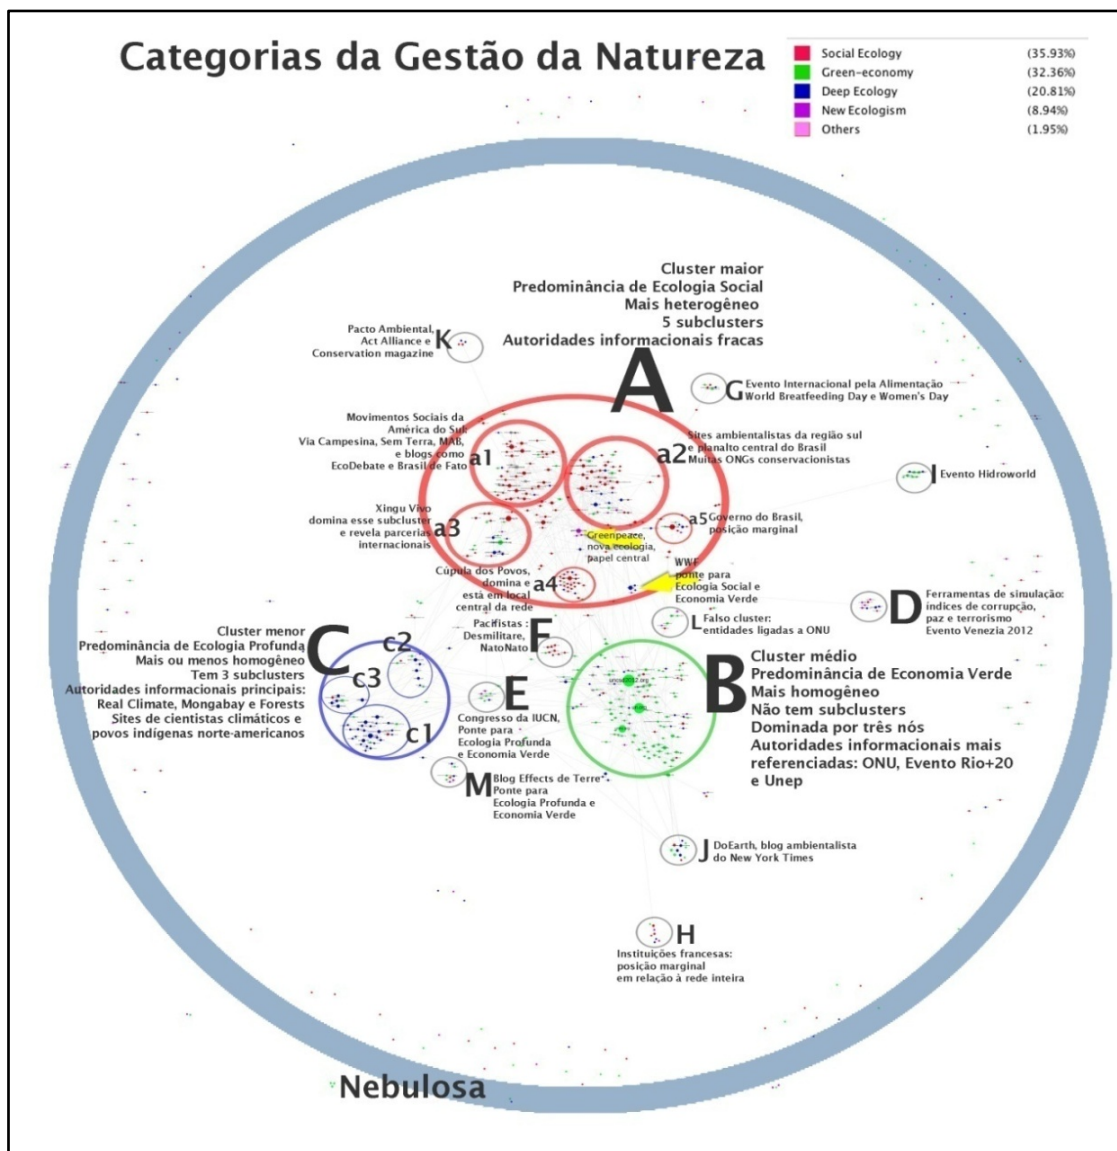 Categorias da Gestão da Natureza
Social Ecology (35.93%)
Green-economy (32.36%)
Deep Ecology (20.81%)
New Ecologism (8.94%)
Others (1.95%)
Cluster maior
Predominância de Ecologia Social
Mais heterogêneo
5 subclusters
Autoridades informacionais fracas
A
Pacto Ambiental,
Act Alliance e
Conservation magazine
K
G
Evento Internacional pela Alimentação
World Breatfeeding Day e Women's Day
Movimentos Sociais da
América do Sul:
Via Campesina, Sem Terra, MAB,
e blogs como
EcoDebate e Brasil de Fato
a1
a2
Sites ambientalistas da região sul
e planalto central do Brasil
Muitas ONGs conservacionistas
I
Evento Hidroworld
Xingu Vivo
domina esse subcluster
e revela parcerias
internacionais
a3
a5
Governo do Brasil,
posição marginal
Greenpeace,
nova ecologia,
papel central
Cúpula dos Povos,
domina e
está em local
central da rede
a4
WWF
ponte para
Ecologia Social e
Economia Verde
D
Ferramentas de simulação:
índices de corrupção,
paz e terrorismo
Evento Venezia 2012
L
Falso cluster:
entidades ligadas a ONU
Pacifistas :
Desmilitare,
NatoNato
F
Cluster menor
Predominância de Ecologia Profunda
Mais ou menos homogêneo
Tem 3 subclusters
Autoridades informacionais principais:
Real Climate, Mongabay e Forests
Sites de cientistas climáticos e
povos indígenas norte-americanos
C
c2
c3
c1
E
Congresso da IUCN,
Ponte para
Ecologia Profunda
e Economia Verde
B
Cluster médio
Predominância de Economia Verde
Mais homogêneo
Não tem subclusters
Dominada por três nós
Autoridades informacionais mais
referenciadas: ONU, Evento Rio+20
e Unep
M
Blog Effects de Terre
Ponte para
Ecologia Profunda e
Economia Verde
J
DoEarth, blog ambientalista
do New York Times
H
Instituições francesas:
posição marginal
em relação à rede inteira
Nebulosa